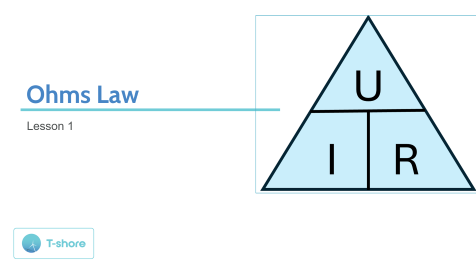 Ohms Law
Lesson 1
U
I R
T-shore